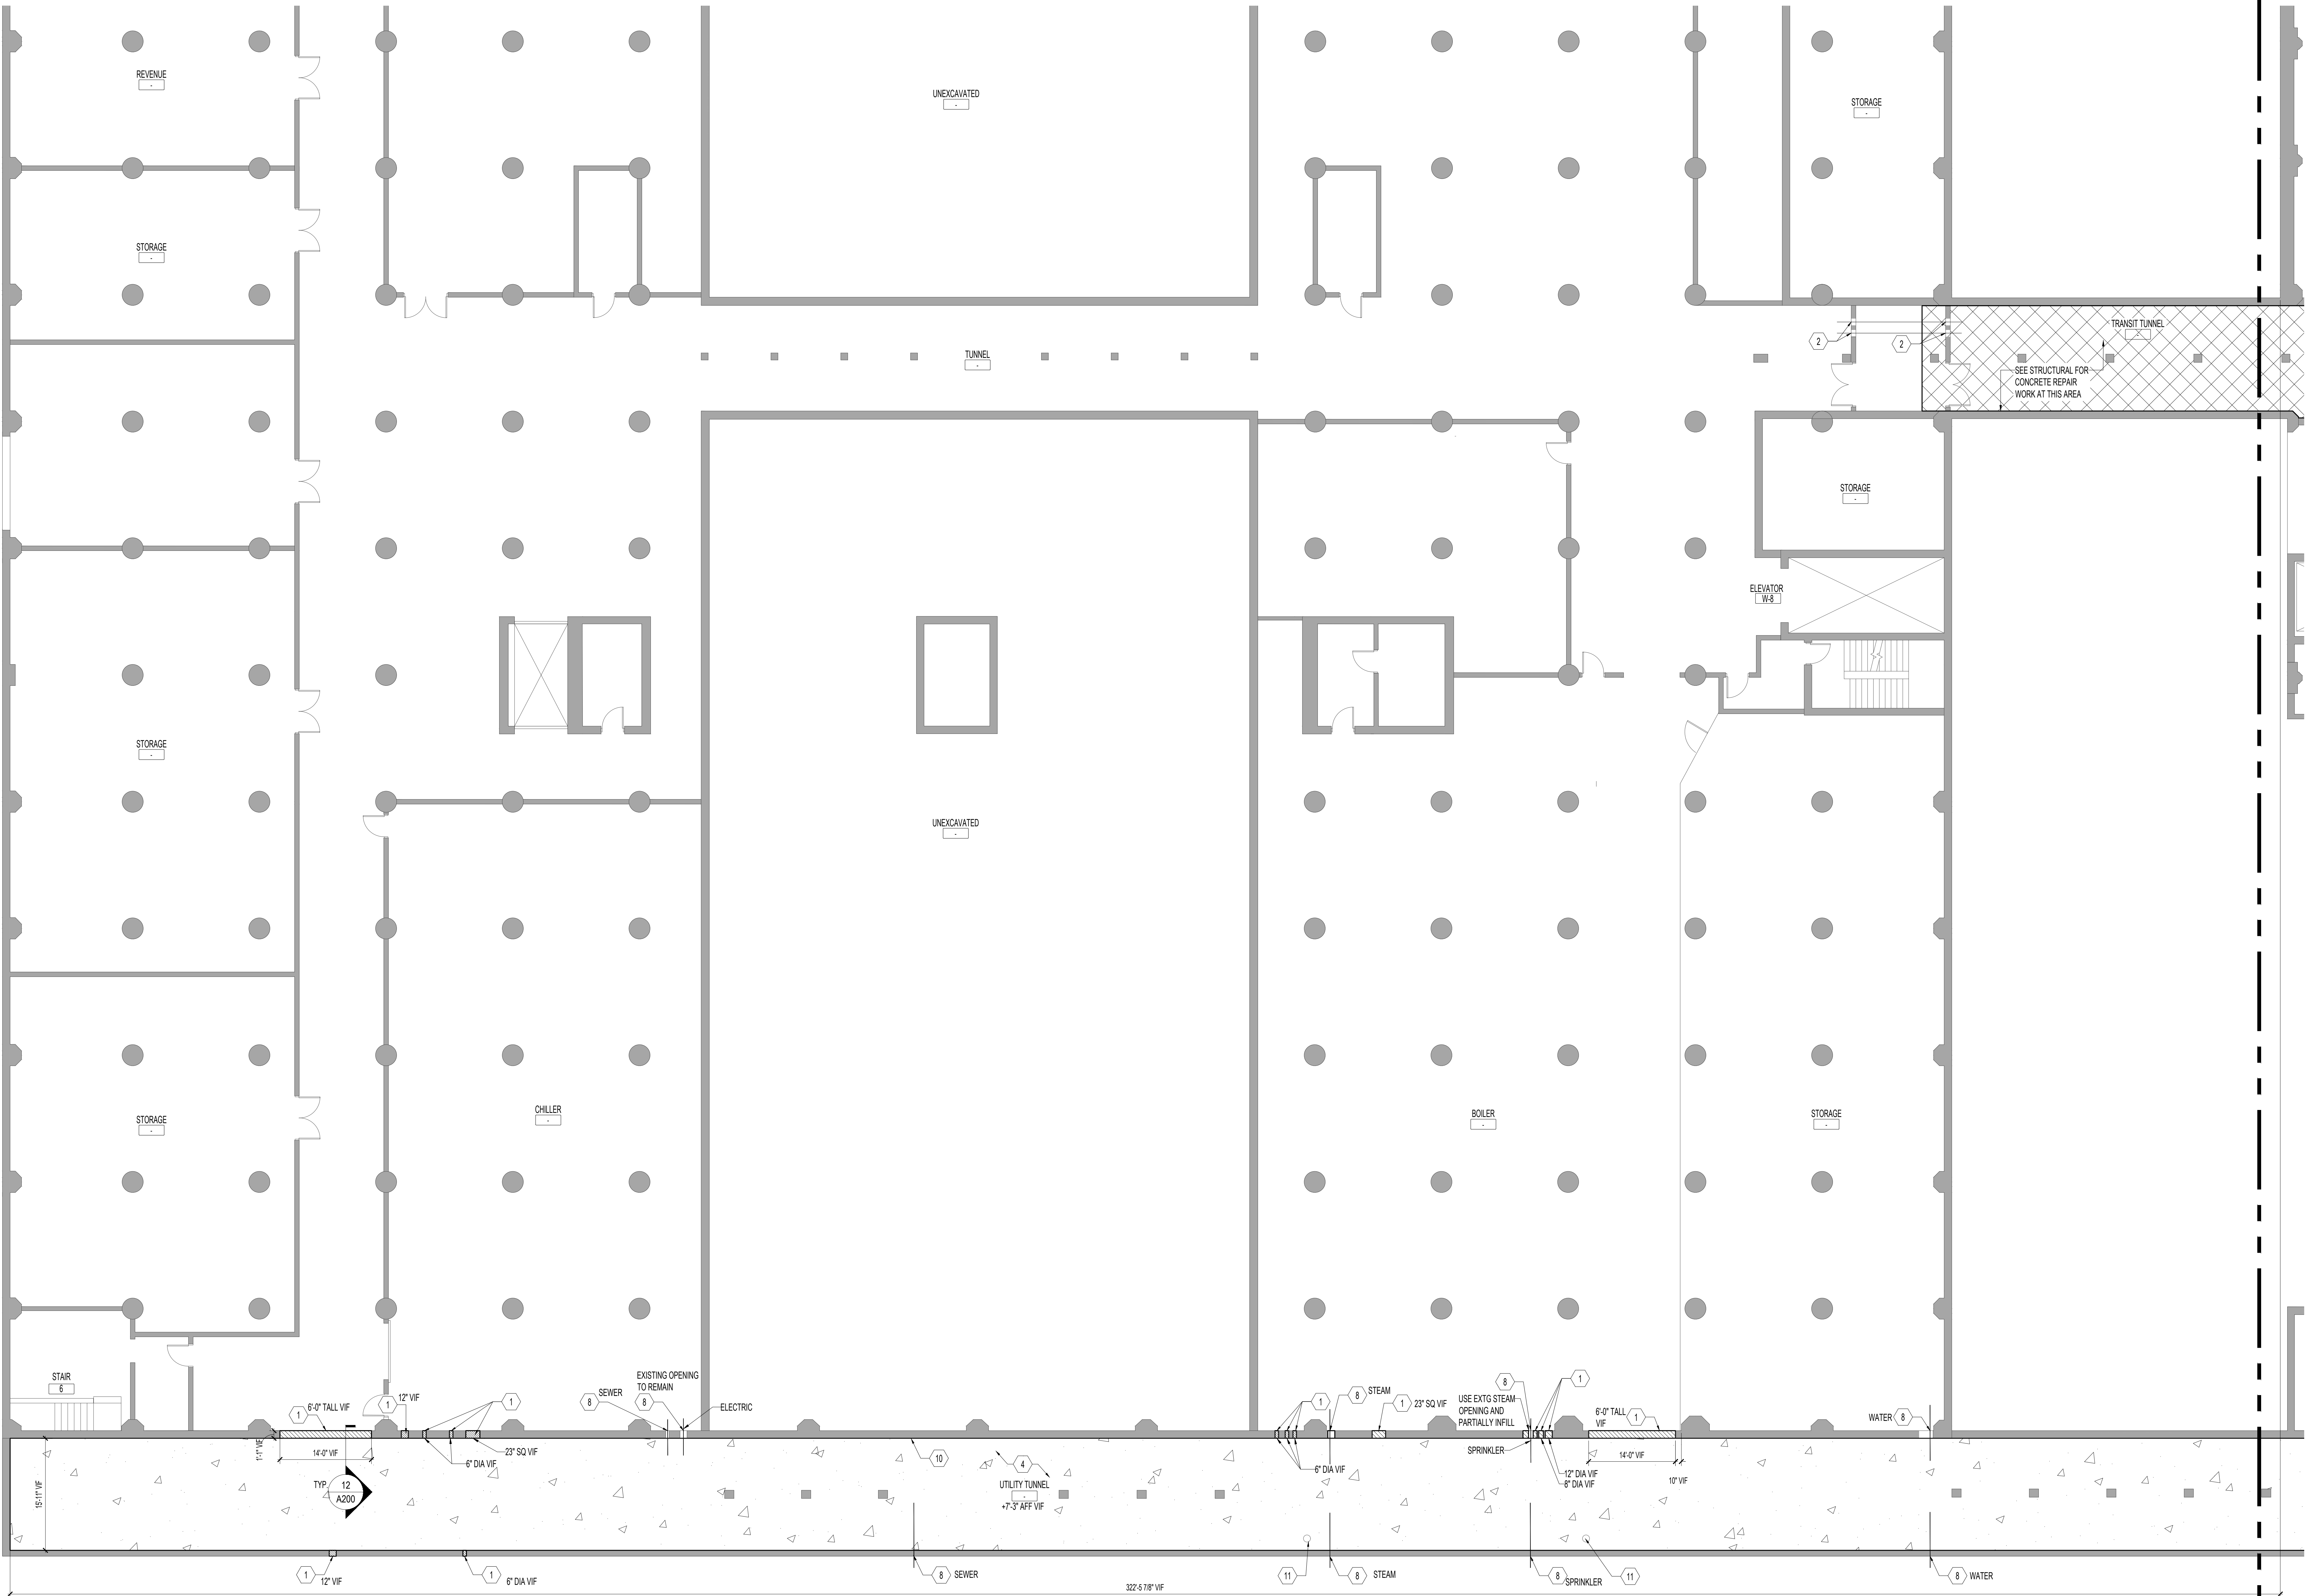 REVENUE
-
UNEXCAVATED
-
STORAGE
-
STORAGE
-
TUNNEL
-
2
2
TRANSIT TUNNEL
-
SEE STRUCTURAL FOR
CONCRETE REPAIR
WORK AT THIS AREA
STORAGE
-
ELEVATOR
W-8
STORAGE
-
UNEXCAVATED
-
STORAGE
-
CHILLER
-
BOILER
-
STORAGE
-
STAIR
6
1
6'-0" TALL VIF
1
12" VIF
1
8
SEWER
EXISTING OPENING
TO REMAIN
8
ELECTRIC
1
8
STEAM
1
23" SQ VIF
8
USE EXTG STEAM
OPENING AND
PARTIALLY INFILL
1
6'-0" TALL
VIF
1
WATER
8
1'-1" VIF
14'-0" VIF
23" SQ VIF
6" DIA VIF
6" DIA VIF
SPRINKLER
12" DIA VIF
8" DIA VIF
14'-0" VIF
10" VIF
15'-11" VIF
TYP.
12
A200
10
4
UTILITY TUNNEL
-
+7'-3" AFF VIF
1
12" VIF
1
6" DIA VIF
8
SEWER
11
8
STEAM
8
SPRINKLER
11
8
WATER
322'-5 7/8" VIF